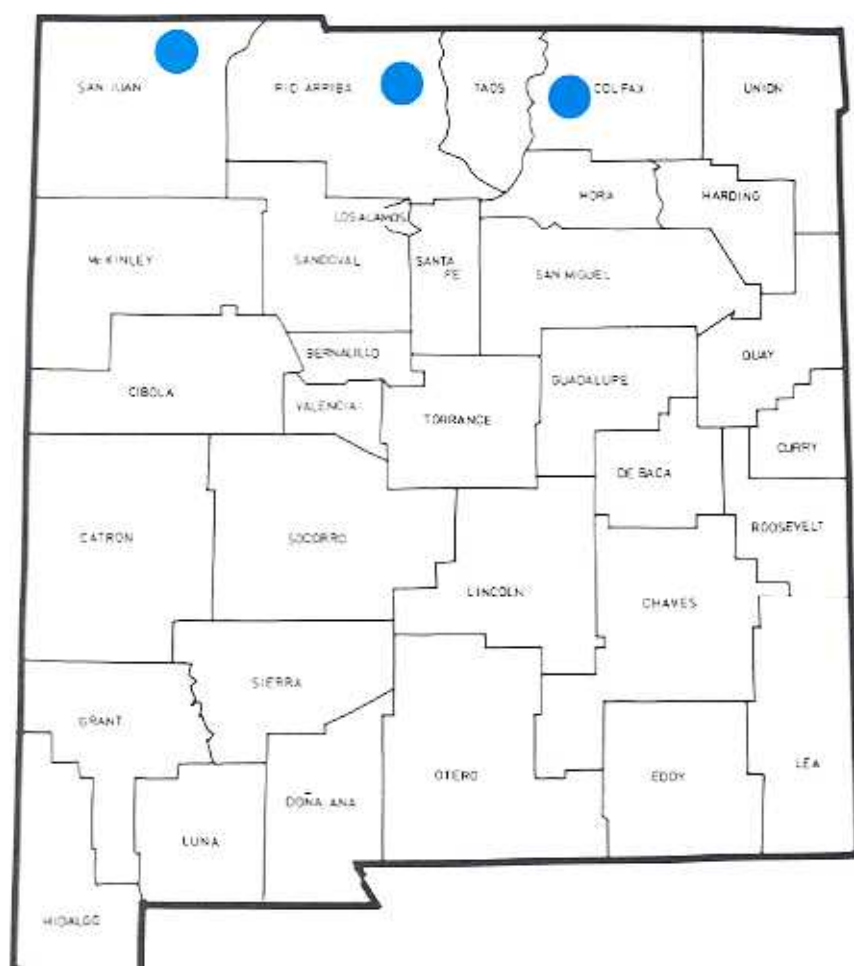 SAN JUAN
RIO ARRIBA
TAOS
COLFAX
UNION
MORA
HARDING
LOS ALAMOS
McKINLEY
SANDOVAL
SANTA
FE
SAN MIGUEL
BERNALILLO
QUAY
CIBOLA
VALENCIA
TORRANCE
GUADALUPE
CURRY
DE BACA
CATRON
SOCORRO
ROOSEVELT
LINCOLN
CHAVES
SIERRA
GRANT
OTERO
EDDY
LEA
DOÑA ANA
LUNA
HIDALGO